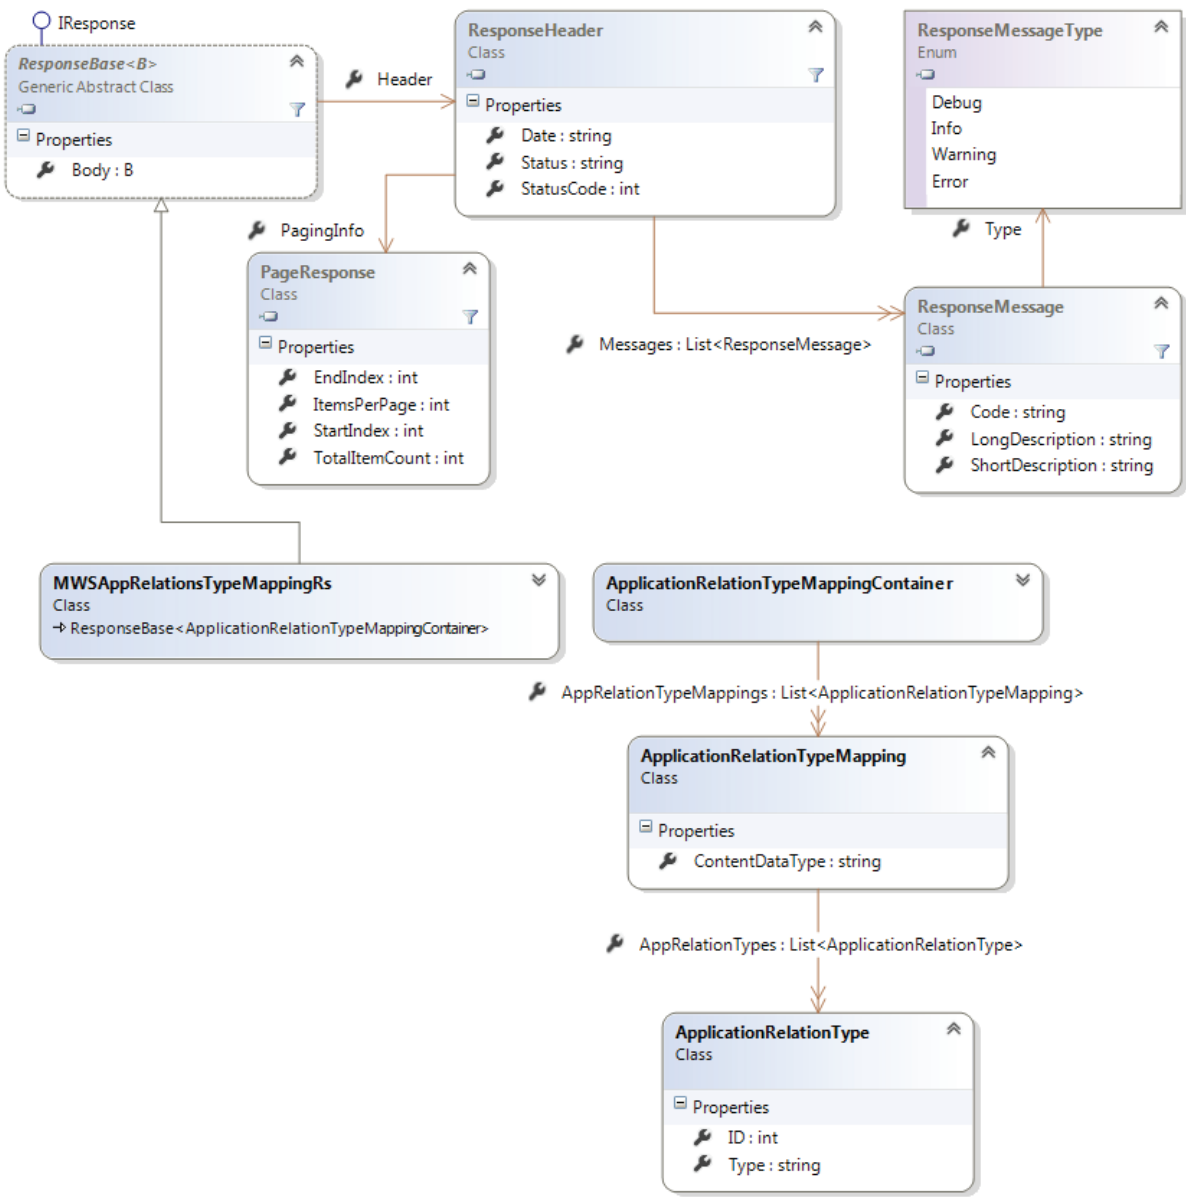 IResponse
ResponseBase<B>
Generic Abstract Class
Properties
Body : B
Header
ResponseHeader
Class
Properties
Date : string
Status : string
StatusCode : int
ResponseMessageType
Enum
Debug
Info
Warning
Error
PagingInfo
Type
PageResponse
Class
Properties
EndIndex : int
ItemsPerPage : int
StartIndex : int
TotalItemCount : int
Messages : List<ResponseMessage>
ResponseMessage
Class
Properties
Code : string
LongDescription : string
ShortDescription : string
MWSAppRelationsTypeMappingRs
Class
ResponseBase<ApplicationRelationTypeMappingContainer>
ApplicationRelationTypeMappingContainer
Class
AppRelationTypeMappings : List<ApplicationRelationTypeMapping>
ApplicationRelationTypeMapping
Class
Properties
ContentDataType : string
AppRelationTypes : List<ApplicationRelationType>
ApplicationRelationType
Class
Properties
ID : int
Type : string